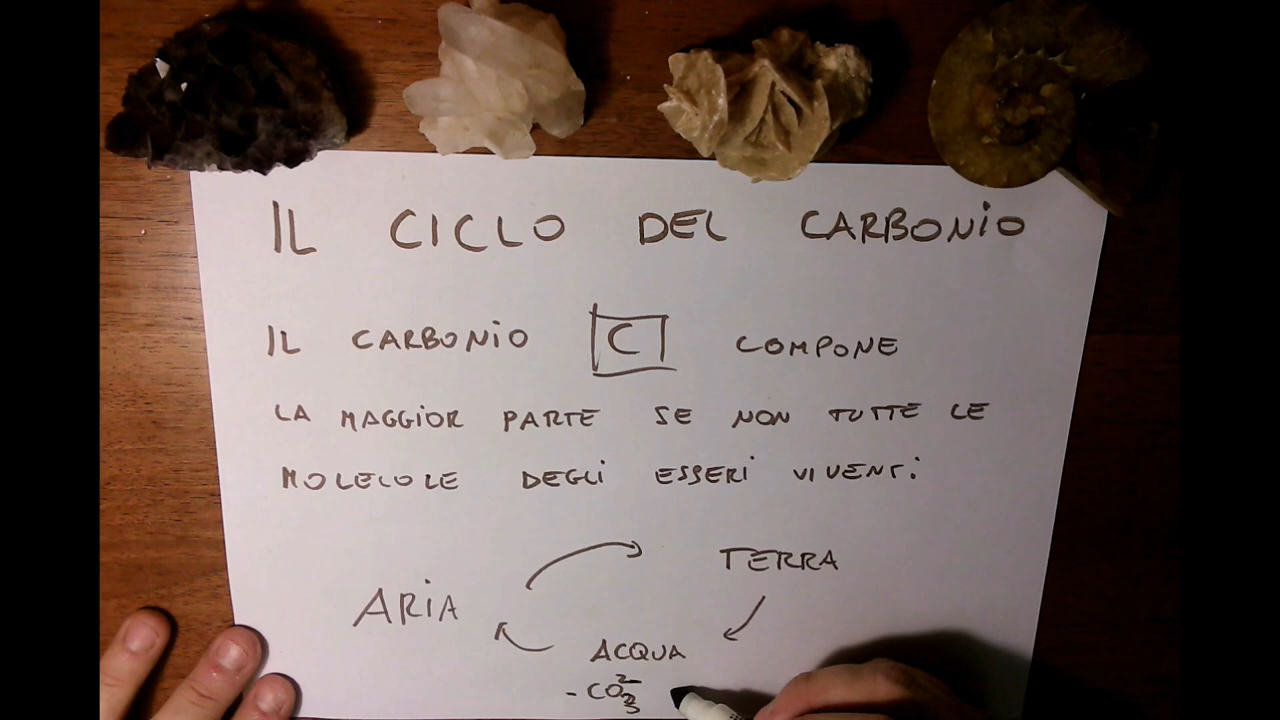 IL CICLO DEL CARBONIO
IL CARBONIO C COMPONE
LA MAGGIOR PARTE SE NON TUTTE LE
MOLECOLE DEGLI ESSERI VIVENTI
TERRA
ARIA
ACQUA
- CO₃²⁻